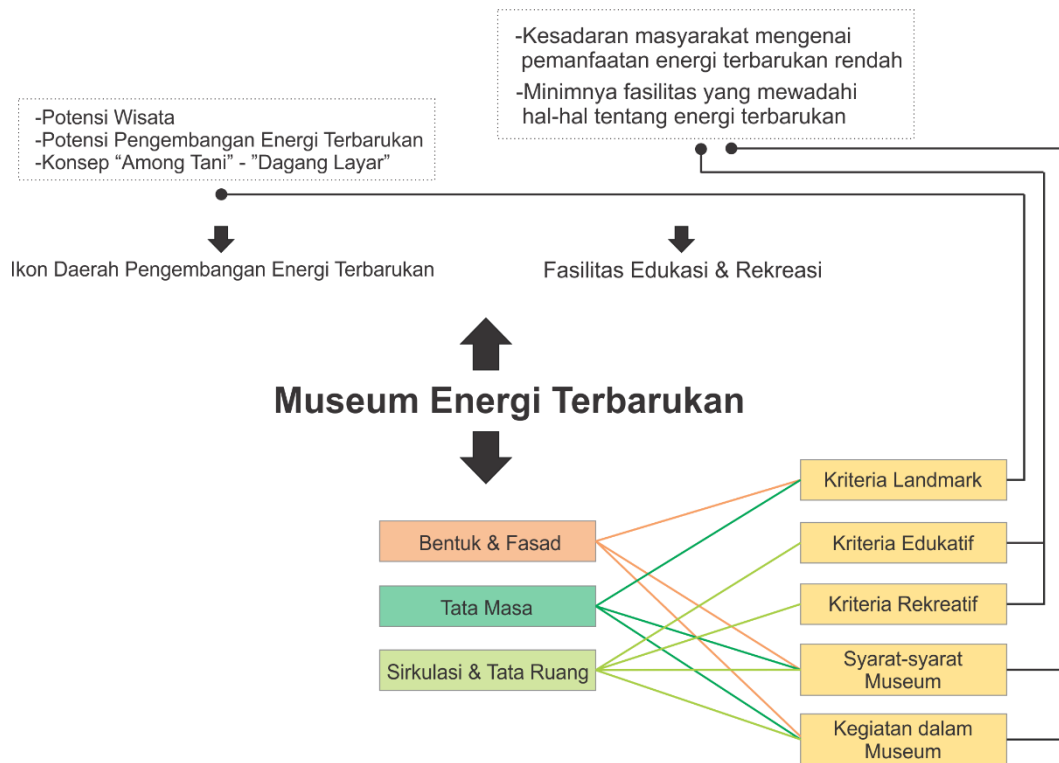 -Kesadaran masyarakat mengenai
pemanfaatan energi terbarukan rendah
-Minimnya fasilitas yang mewadahi
hal-hal tentang energi terbarukan
-Potensi Wisata
-Potensi Pengembangan Energi Terbarukan
-Konsep “Among Tani” - ”Dagang Layar”
Ikon Daerah Pengembangan Energi Terbarukan
Fasilitas Edukasi & Rekreasi
Museum Energi Terbarukan
Bentuk & Fasad
Tata Masa
Sirkulasi & Tata Ruang
Kriteria Landmark
Kriteria Edukatif
Kriteria Rekreatif
Syarat-syarat
Museum
Kegiatan dalam
Museum